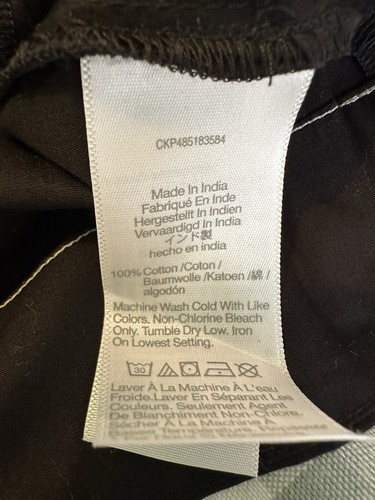 CKP485183584
Made In India
Fabriqué En Inde
Hergestellt In Indien
Vervaardigd In India
インド製
hecho en india
100% Cotton /Coton /
Baumwolle /Katoen /綿 /
algodón
Machine Wash Cold With Like
Colors. Non-Chlorine Bleach
Only. Tumble Dry Low. Iron
On Lowest Setting.
30
Laver À La Machine À L'eau
Froide.Laver En Séparant Les
Couleurs. Seulement Agent
De Blanchiment Non-Chlore.
Sécher À La Machine À
Basse Température. Repassez